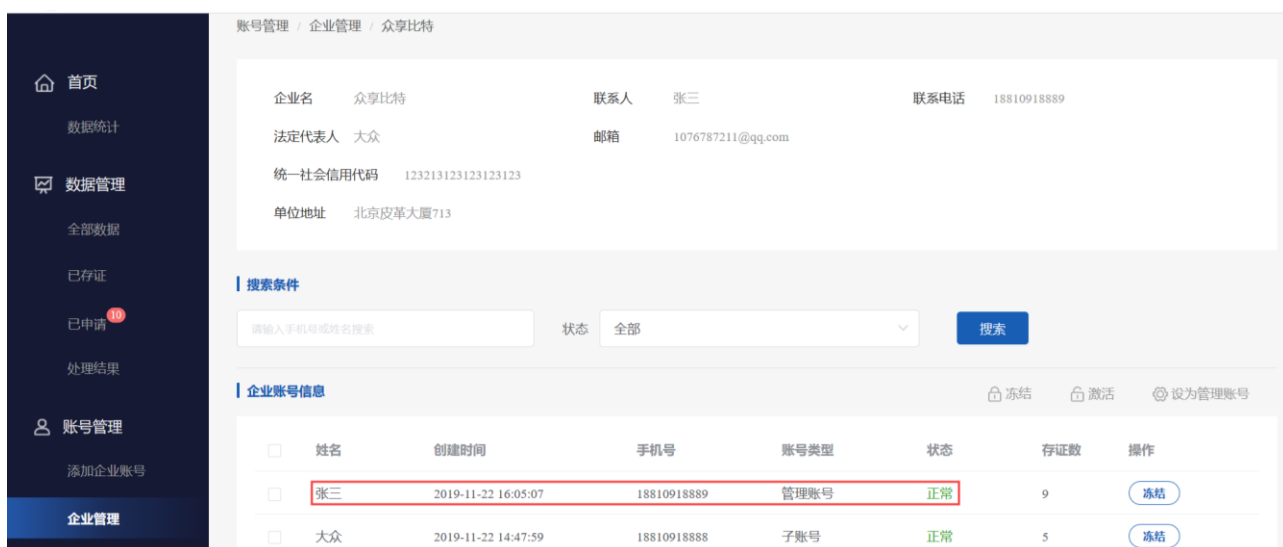 账号管理 / 企业管理 / 众享比特
首页
数据统计
数据管理
全部数据
已存证
已申请 10
处理结果
账号管理
添加企业账号
企业管理
企业名 众享比特 联系人 张三 联系电话 18810918889
法定代表人 大众 邮箱 1076787211@qq.com
统一社会信用代码 123213123123123123
单位地址 北京皮革大厦713
搜索条件
请输入手机号或姓名搜索 状态 全部 搜索
企业账号信息 冻结 激活 设为管理账号
姓名 创建时间 手机号 账号类型 状态 存证数 操作
张三 2019-11-22 16:05:07 18810918889 管理账号 正常 9 冻结
大众 2019-11-22 14:47:59 18810918888 子账号 正常 5 冻结